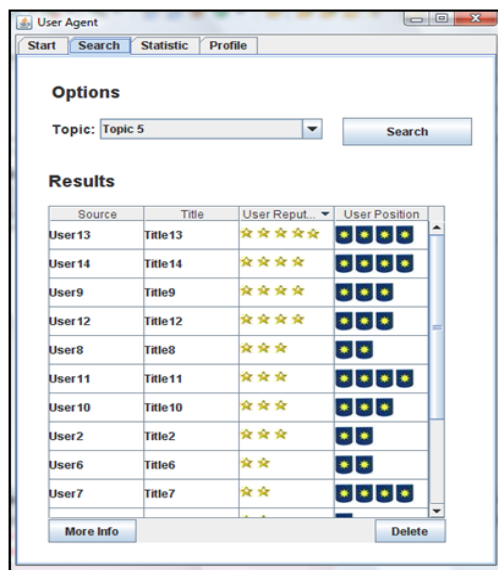 User Agent
Start Search Statistic Profile
Options
Topic: Topic 5 Search
Results
Source Title User Reput... User Position
User13 Title13
User14 Title14
User9 Title9
User12 Title12
User8 Title8
User11 Title11
User10 Title10
User2 Title2
User6 Title6
User7 Title7
More Info Delete